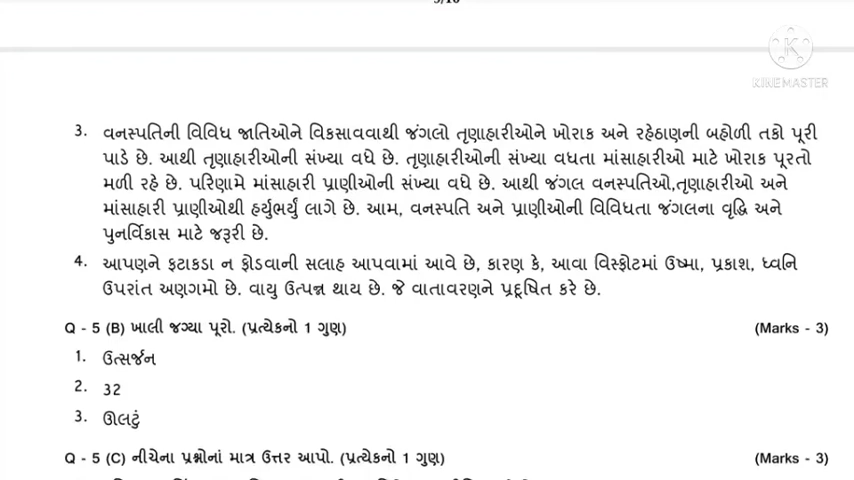 KINEMASTER
3. વનસ્પતિની વિવિધ જાતિઓને વિકસાવવાથી જંગલો તૃણાહારીઓને ખોરાક અને રહેઠાણની બહોળી તકો પૂરી
પાડે છે. આથી તૃણાહારીઓની સંખ્યા વધે છે. તૃણાહારીઓની સંખ્યા વધતા માંસાહારીઓ માટે ખોરાક પૂરતો
મળી રહે છે. પરિણામે માંસાહારી પ્રાણીઓની સંખ્યા વધે છે. આથી જંગલ વનસ્પતિઓ,તૃણાહારીઓ અને
માંસાહારી પ્રાણીઓથી હર્યુભર્યું લાગે છે. આમ, વનસ્પતિ અને પ્રાણીઓની વિવિધતા જંગલના વૃદ્ધિ અને
પુનર્વિકાસ માટે જરૂરી છે.
4. આપણને ફટાકડા ન ફોડવાની સલાહ આપવામાં આવે છે, કારણ કે, આવા વિસ્ફોટમાં ઉષ્મા, પ્રકાશ, ધ્વનિ
ઉપરાંત અણગમો છે. વાયુ ઉત્પન્ન થાય છે. જે વાતાવરણને પ્રદૂષિત કરે છે.
Q - 5 (B) ખાલી જગ્યા પૂરો. (પ્રત્યેકનો 1 ગુણ) (Marks - 3)
1. ઉત્સર્જન
2. 32
3. ઊલટું
Q - 5 (C) નીચેના પ્રશ્નોનાં માત્ર ઉત્તર આપો. (પ્રત્યેકનો 1 ગુણ) (Marks - 3)